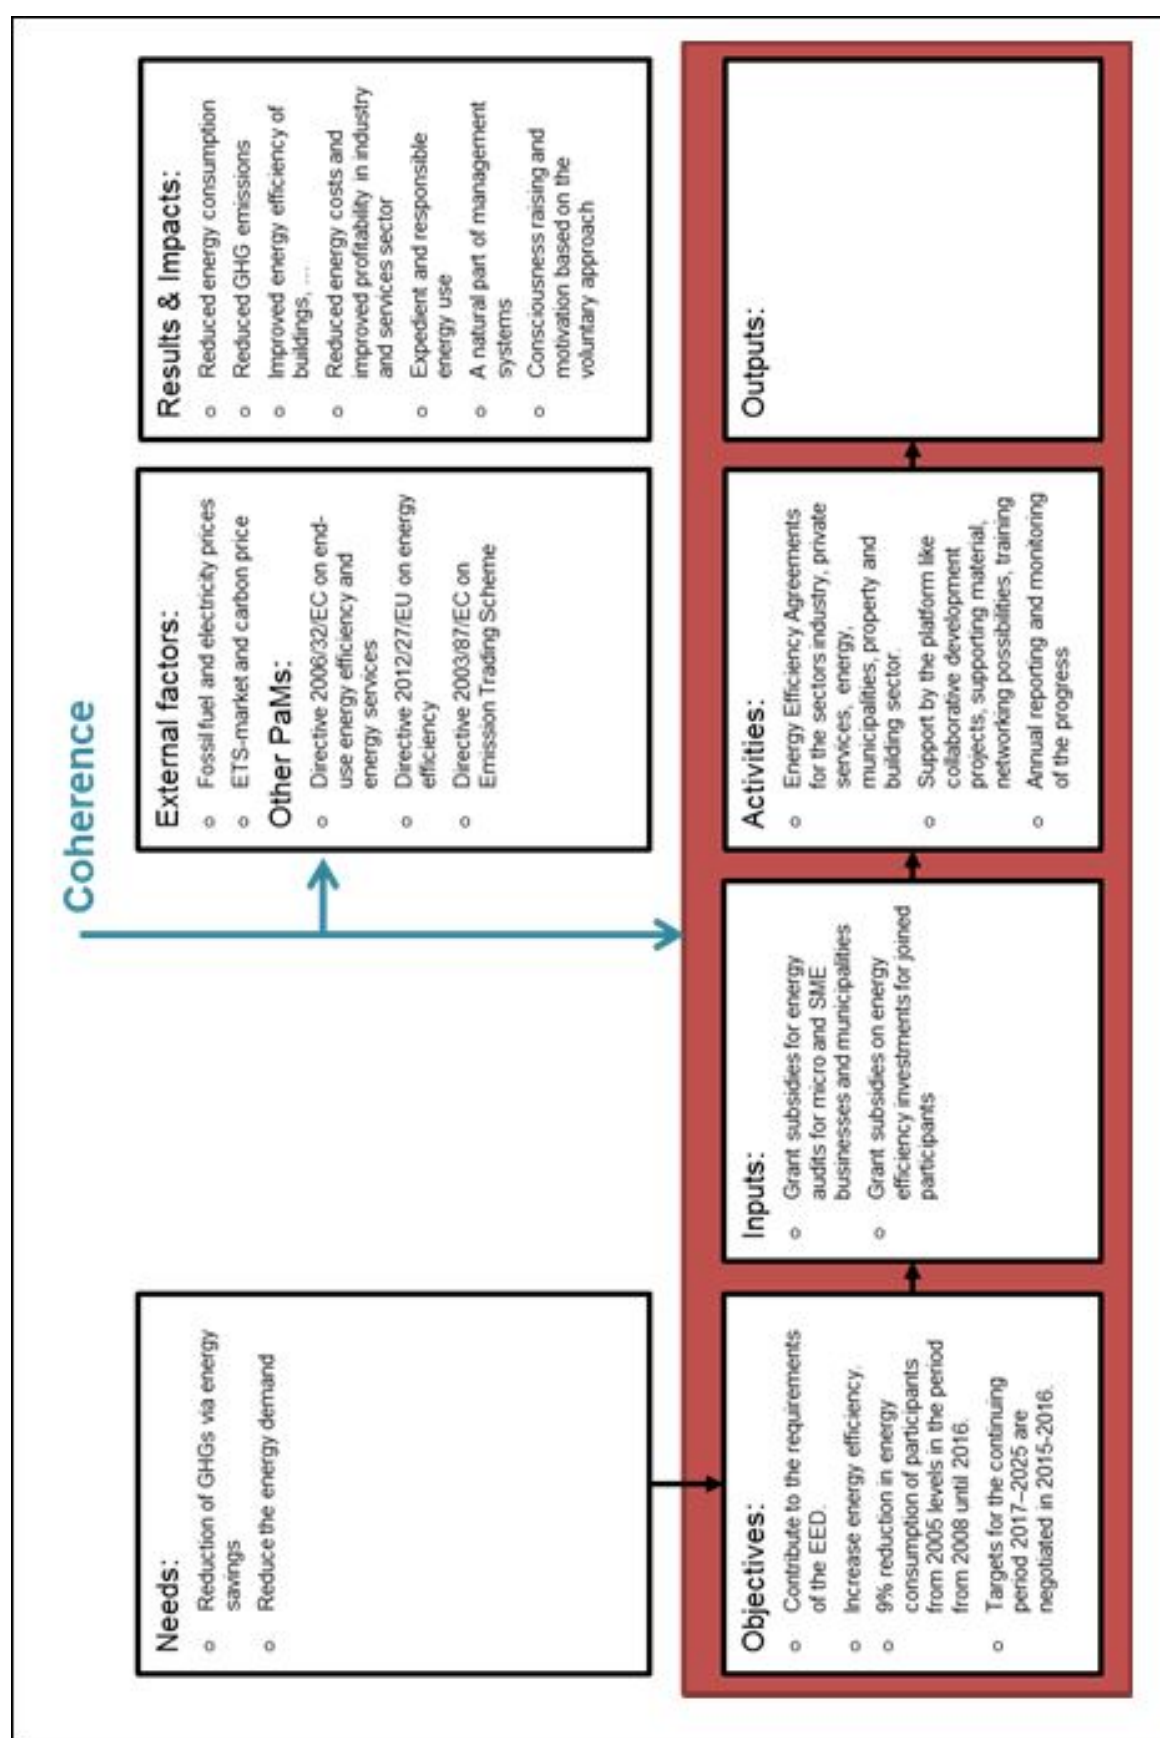 Coherence
Needs:
o Reduction of GHGs via energy
savings
o Reduce the energy demand
External factors:
o Fossil fuel and electricity prices
o ETS-market and carbon price
Other PaMs:
o Directive 2006/32/EC on end-
use energy efficiency and
energy services
o Directive 2012/27/EU on energy
efficiency
o Directive 2003/87/EC on
Emission Trading Scheme
Results & Impacts:
o Reduced energy consumption
o Reduced GHG emissions
o Improved energy efficiency of
buildings, …
o Reduced energy costs and
improved profitability in industry
and services sector
o Expedient and responsible
energy use
o A natural part of management
systems
o Consciousness raising and
motivation based on the
voluntary approach
Objectives:
o Contribute to the requirements
of the EED.
o Increase energy efficiency.
o 9% reduction in energy
consumption of participants
from 2005 levels in the period
from 2008 until 2016.
o Targets for the continuing
period 2017–2025 are
negotiated in 2015-2016.
Inputs:
o Grant subsidies for energy
audits for micro and SME
businesses and municipalities
o Grant subsidies on energy
efficiency investments for joined
participants
Activities:
o Energy Efficiency Agreements
for the sectors industry, private
services, energy,
municipalities, property and
building sector.
o Support by the platform like
collaborative development
projects, supporting material,
networking possibilities, training
o Annual reporting and monitoring
of the progress
Outputs: